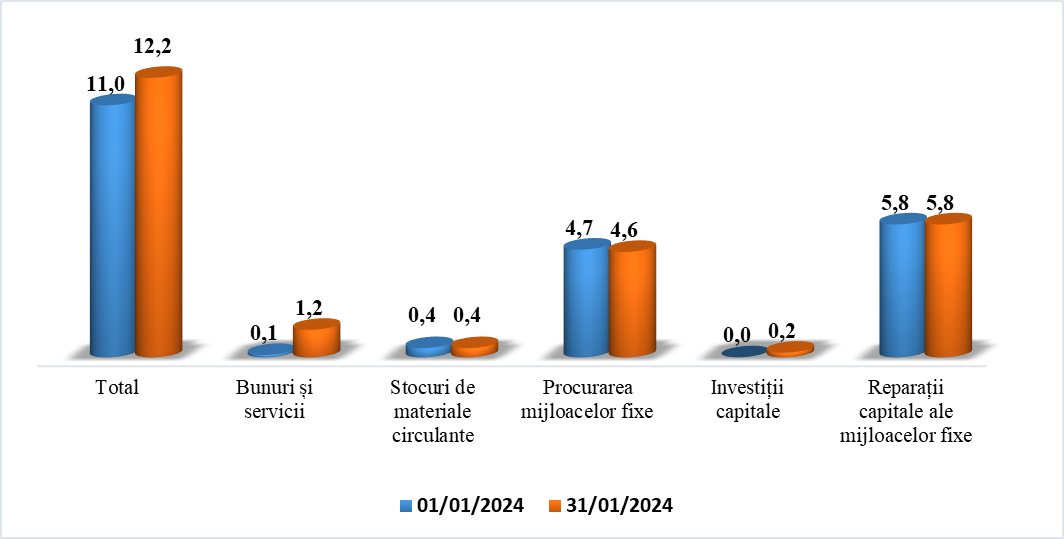 12,2
11,0
5,8 5,8
4,7 4,6
1,2
0,4 0,4
0,1
0,0 0,2
Total
Bunuri și
servicii
Stocuri de
materiale
circulante
Procurarea
mijloacelor fixe
Investiții
capitale
Reparații
capitale ale
mijloacelor fixe
01/01/2024 31/01/2024